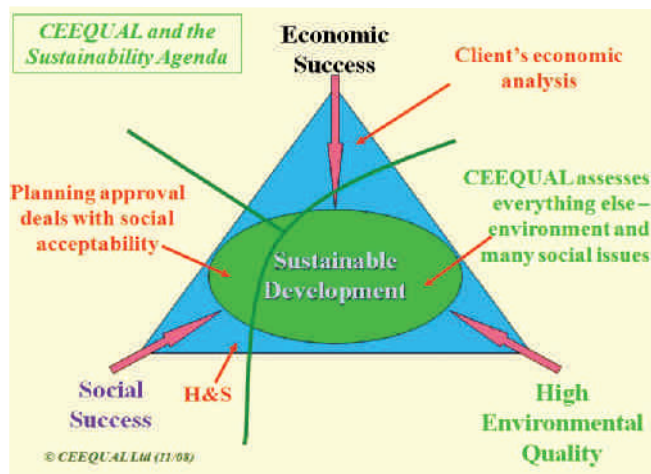 CEEQUAL and the
Sustainability Agenda
Economic
Success
Client's economic
analysis
Planning approval
deals with social
acceptability
CEEQUAL assesses
everything else–
environment and
many social issues
Sustainable
Development
Social
Success
H&S
High
Environmental
Quality
© CEEQUAL Ltd (11/08)